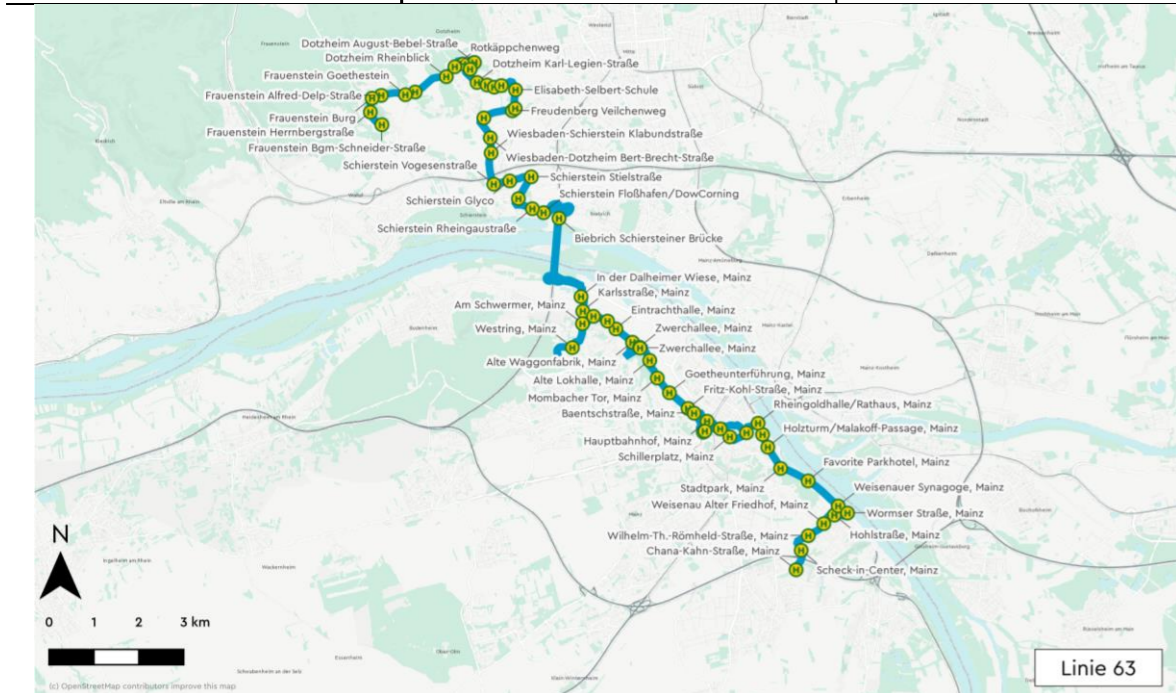 Dotzheim August-Bebel-Straße
Rotkäppchenweg
Dotzheim Rheinblick
Dotzheim Karl-Legien-Straße
Frauenstein Goethestein
Elisabeth-Selbert-Schule
Frauenstein Alfred-Delp-Straße
Freudenberg Veilchenweg
Frauenstein Burg
Frauenstein Herrnbergstraße
Wiesbaden-Schierstein Klabundstraße
Frauenstein Bgm-Schneider-Straße
Wiesbaden-Dotzheim Bert-Brecht-Straße
Schierstein Vogesenstraße
Schierstein Stielstraße
Schierstein Floßhafen/DowCorning
Schierstein Glyco
Schierstein Rheingaustraße
Biebrich Schiersteiner Brücke
In der Dalheimer Wiese, Mainz
Karlsstraße, Mainz
Am Schwermer, Mainz
Eintrachthalle, Mainz
Westring, Mainz
Zwerchallee, Mainz
Zwerchallee, Mainz
Alte Waggonfabrik, Mainz
Alte Lokhalle, Mainz
Goetheunterführung, Mainz
Mombacher Tor, Mainz
Fritz-Kohl-Straße, Mainz
Baentschstraße, Mainz
Rheingoldhalle/Rathaus, Mainz
Holzturm/Malakoff-Passage, Mainz
Hauptbahnhof, Mainz
Schillerplatz, Mainz
Favorite Parkhotel, Mainz
Stadtpark, Mainz
Weisenauer Synagoge, Mainz
Weisenau Alter Friedhof, Mainz
Wormser Straße, Mainz
Wilhelm-Th.-Römheld-Straße, Mainz
Hohlstraße, Mainz
Chana-Kahn-Straße, Mainz
Scheck-in-Center, Mainz
N
0 1 2 3 km
Linie 63
(c) OpenStreetMap contributors improve this map